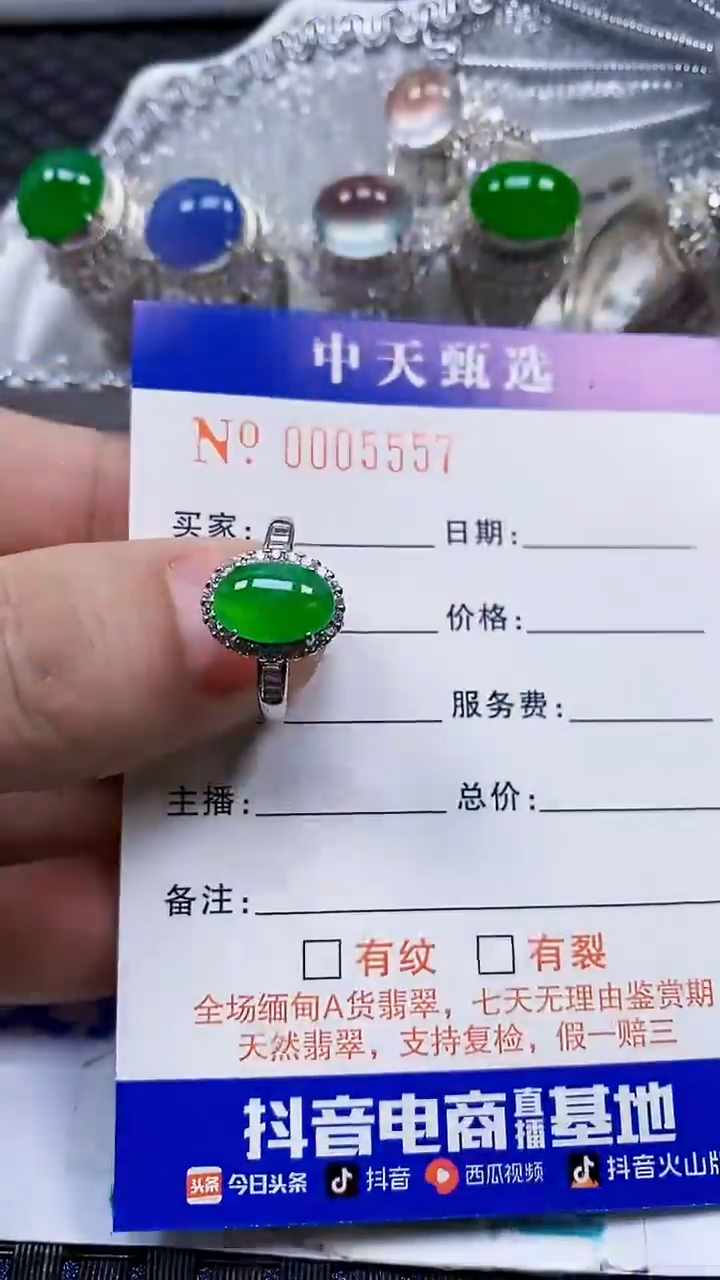 中天甄选
Nº 0005557
买家: 日期:
价格:
服务费:
主播: 总价:
备注:
□ 有纹 □ 有裂
全场缅甸A货翡翠，七天无理由鉴赏期
天然翡翠，支持复检，假一赔三
抖音电商直播基地
头条 今日头条 抖音 西瓜视频 抖音火山版